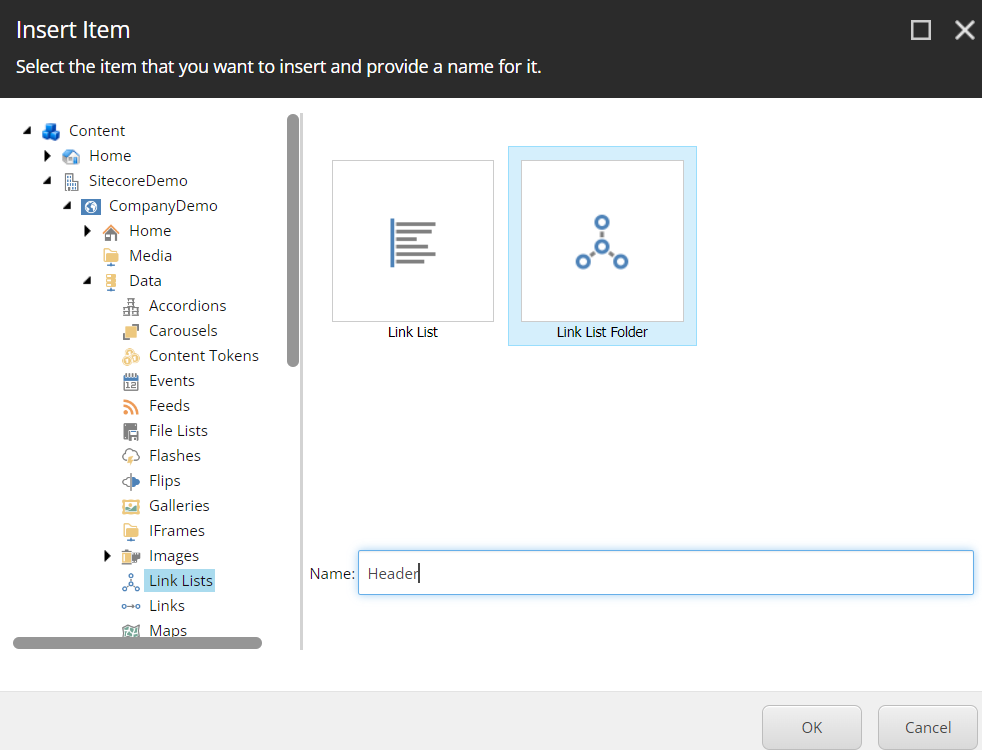 Insert Item
Select the item that you want to insert and provide a name for it.
Content
Home
SitecoreDemo
CompanyDemo
Home
Media
Data
Accordions
Carousels
Content Tokens
Events
Feeds
File Lists
Flashes
Flips
Galleries
IFrames
Images
Link Lists
Links
Maps
Link List
Link List Folder
Name: Header
OK
Cancel